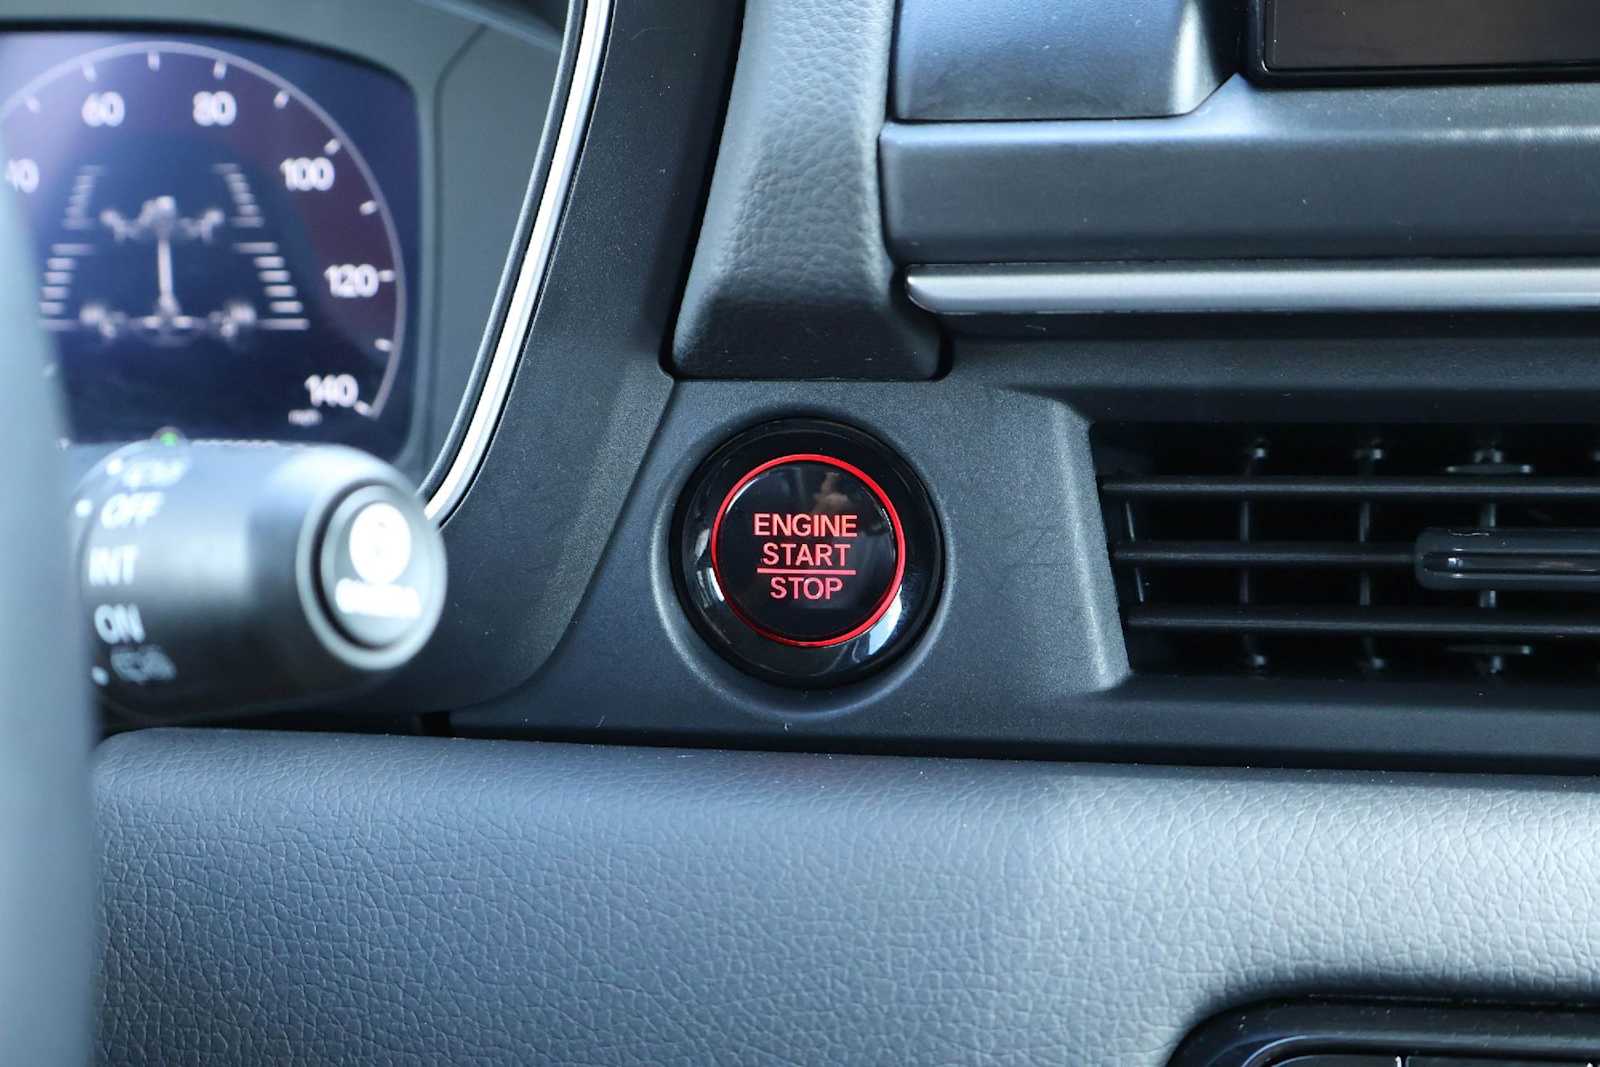 60
80
100
120
140
OFF
INT
ON
ENGINE
START
STOP